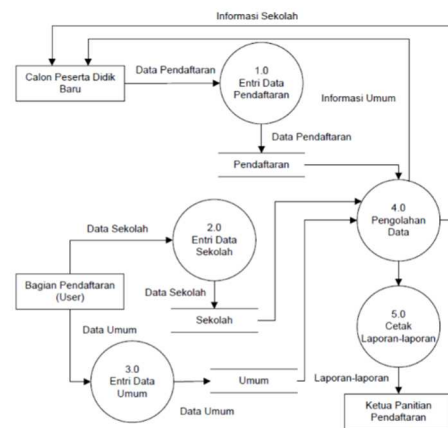 Informasi Sekolah
Calon Peserta Didik
Baru
Data Pendaftaran
1.0
Entri Data
Pendaftaran
Informasi Umum
Data Pendaftaran
Pendaftaran
4.0
Pengolahan
Data
2.0
Entri Data
Sekolah
Data Sekolah
Bagian Pendaftaran
(User)
Data Sekolah
Sekolah
5.0
Cetak
Laporan-laporan
Data Umum
3.0
Entri Data
Umum
Umum
Data Umum
Laporan-laporan
Ketua Panitian
Pendaftaran